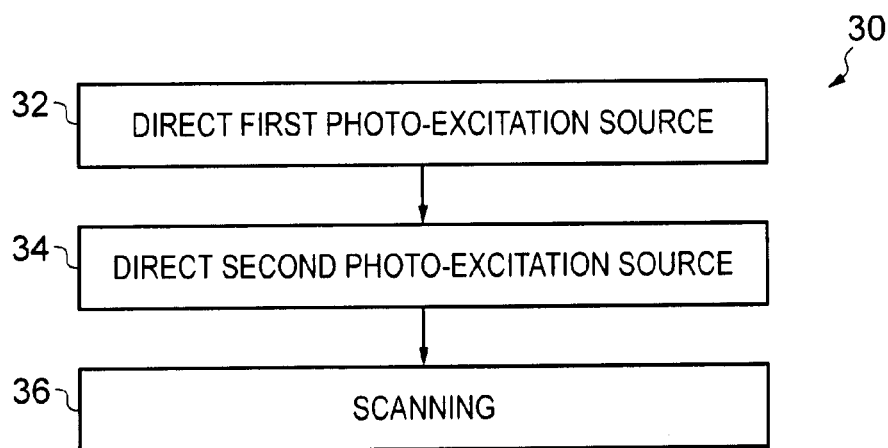 30
32 DIRECT FIRST PHOTO-EXCITATION SOURCE
34 DIRECT SECOND PHOTO-EXCITATION SOURCE
36 SCANNING